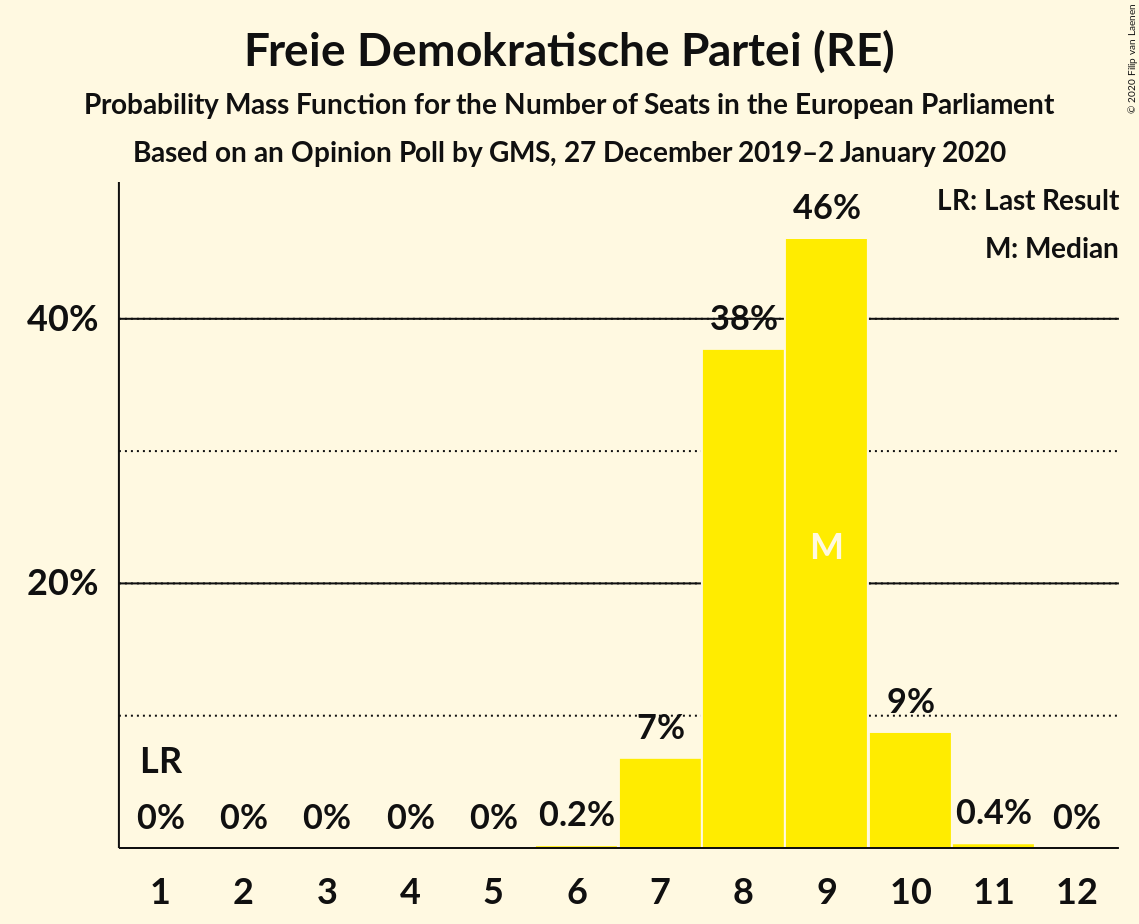 Freie Demokratische Partei (RE)
Probability Mass Function for the Number of Seats in the European Parliament
Based on an Opinion Poll by GMS, 27 December 2019–2 January 2020
© 2020 Filip van Laenen
LR: Last Result
M: Median
46%
40%
38%
M
20%
9%
7%
LR
0% 0% 0% 0% 0% 0.2% 0.4% 0%
1 2 3 4 5 6 7 8 9 10 11 12